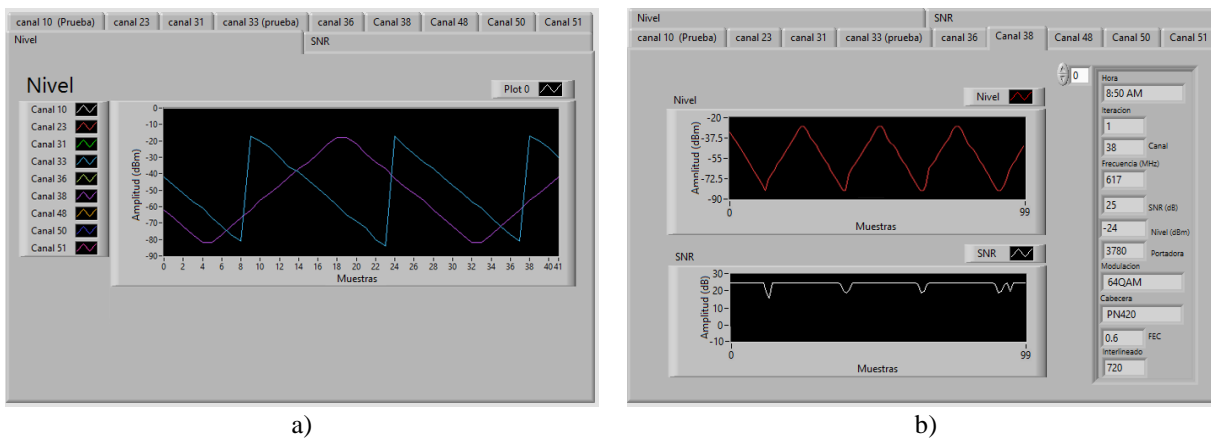 canal 10 (Prueba) canal 23 canal 31 canal 33 (prueba) canal 36 Canal 38 Canal 48 Canal 50 Canal 51
Nivel SNR
Nivel
Plot 0
Canal 10
Canal 23
Canal 31
Canal 33
Canal 36
Canal 38
Canal 48
Canal 50
Canal 51
Amplitud (dBm)
0
-10
-20
-30
-40
-50
-60
-70
-80
-90
0 2 4 6 8 10 12 14 16 18 20 22 24 26 28 30 32 34 36 38 40 41
Muestras
a)
Nivel SNR
canal 10 (Prueba) canal 23 canal 31 canal 33 (prueba) canal 36 Canal 38 Canal 48 Canal 50 Canal 51
Nivel
Nivel
Amplitud (dBm)
-20
-37.5
-55
-72.5
-90
0 99
Muestras
SNR
SNR
Amplitud (dB)
30
20
10
0
-10
0 99
Muestras
0
Hora
8:50 AM
Iteracion
1
38 Canal
Frecuencia (MHz)
617
25 SNR (dB)
-24 Nivel (dBm)
3780 Portadora
Modulacion
64QAM
Cabecera
PN420
0.6 FEC
Interlineado
720
b)